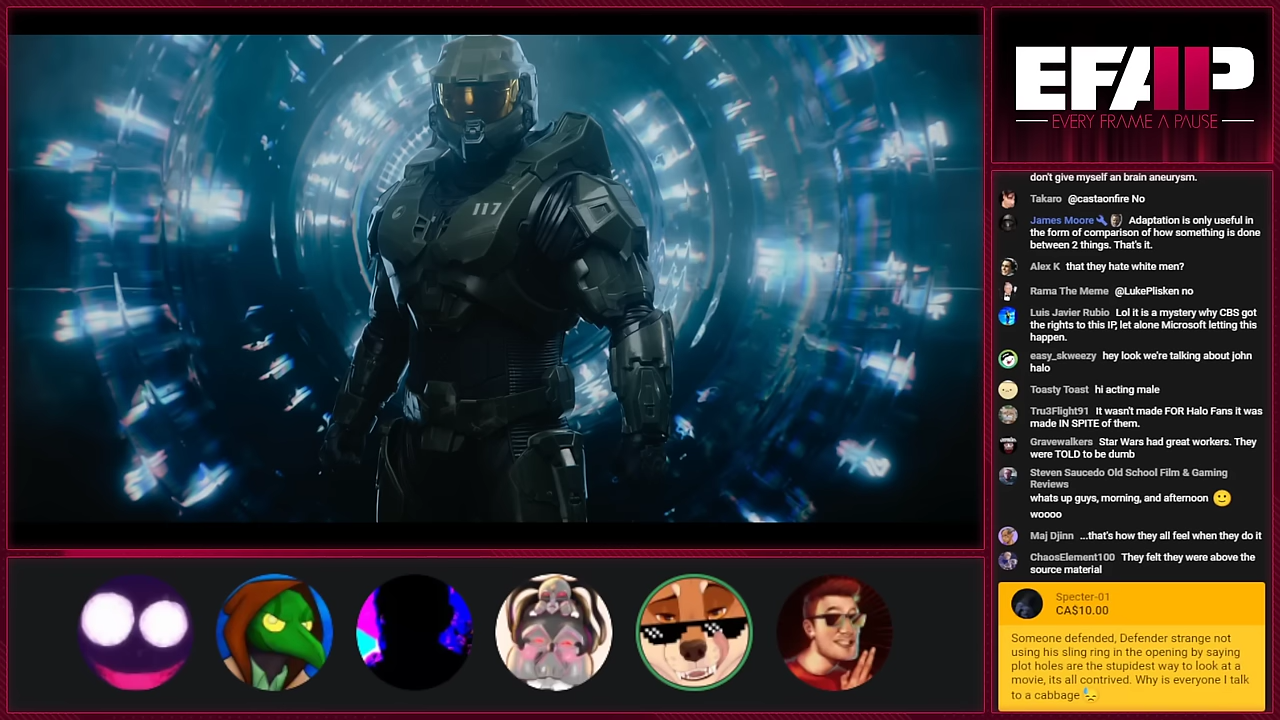 117
EFAP
EVERY FRAME A PAUSE
don't give myself an brain aneurysm.
Takaro @castaonfire No
James Moore Adaptation is only useful in
the form of comparison of how something is done
between 2 things. That's it.
Alex K that they hate white men?
Rama The Meme @LukePlisken no
Luis Javier Rubio Lol it is a mystery why CBS got
the rights to this IP, let alone Microsoft letting this
happen.
easy_skweezy hey look we're talking about john
halo
Toasty Toast hi acting male
Tru3Flight91 It wasn't made FOR Halo Fans it was
made IN SPITE of them.
Gravewalkers Star Wars had great workers. They
were TOLD to be dumb
Steven Saucedo Old School Film & Gaming
Reviews
whats up guys, morning, and afternoon 🙂
woooo
Maj Djinn ...that's how they all feel when they do it
ChaosElement100 They felt they were above the
source material
Specter-01
CA$10.00
Someone defended, Defender strange not
using his sling ring in the opening by saying
plot holes are the stupidest way to look at a
movie, its all contrived. Why is everyone I talk
to a cabbage 😓